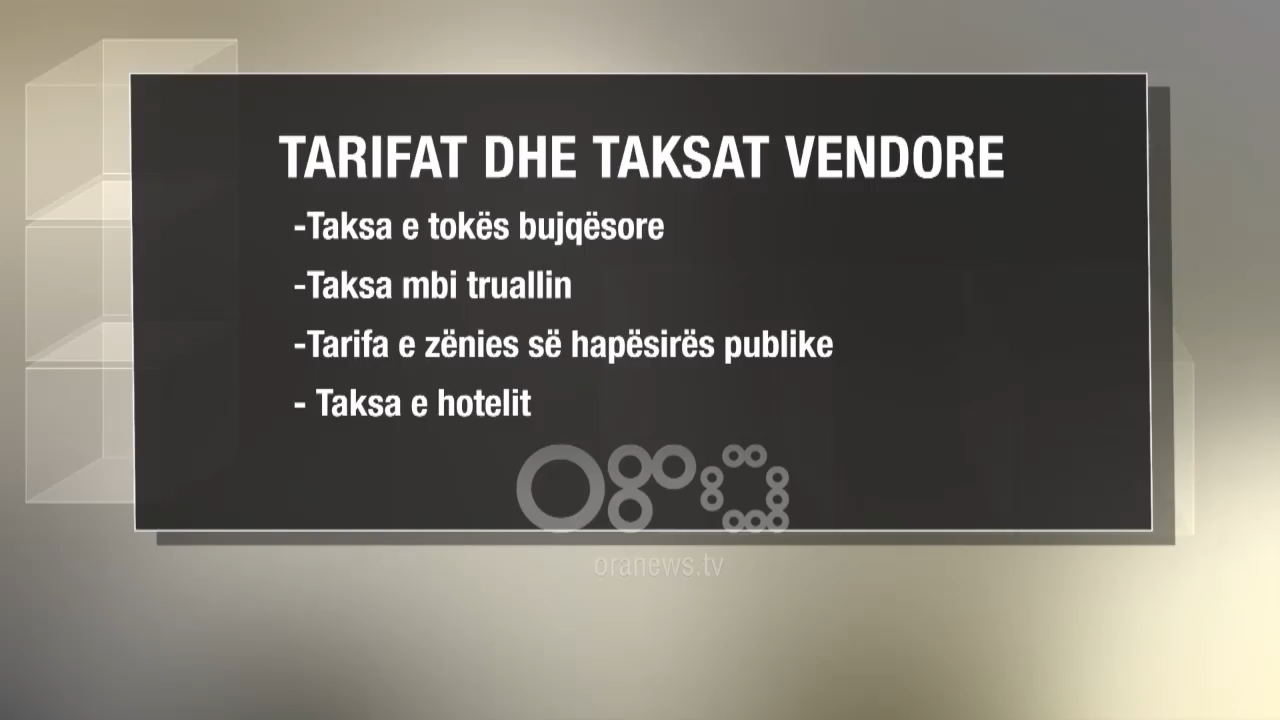 TARIFAT DHE TAKSAT VENDORE
-Taksa e tokës bujqësore
-Taksa mbi truallin
-Tarifa e zënies së hapësirës publike
- Taksa e hotelit
ora
oranews.tv